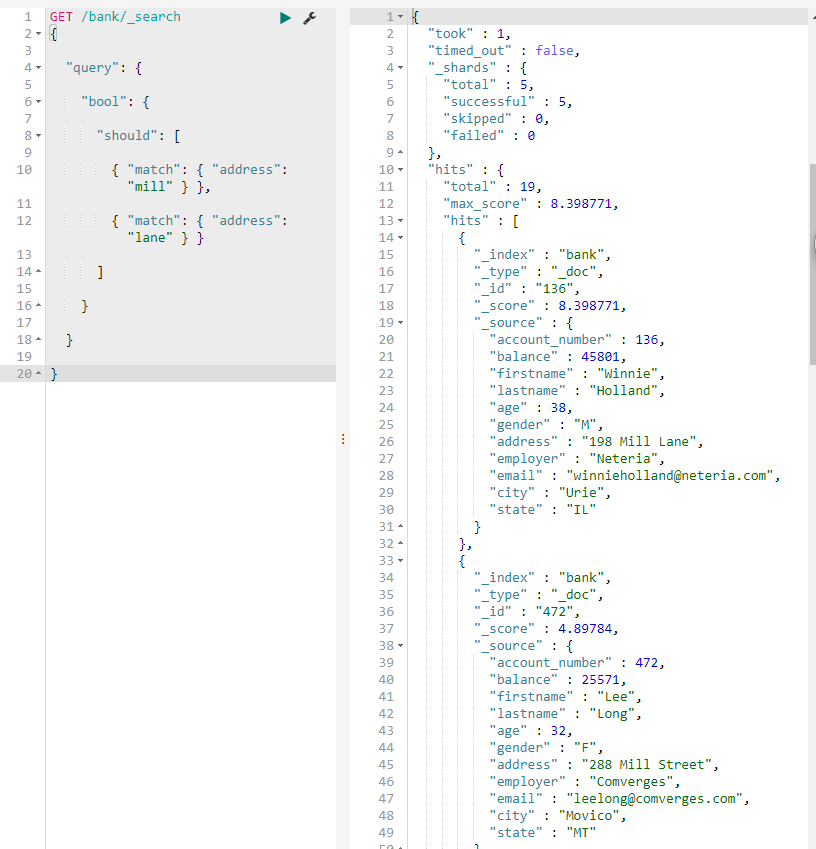 1 GET /bank/_search
2 {
3
4 "query": {
5
6 "bool": {
7
8 "should": [
9
10 { "match": { "address":
"mill" } },
11
12 { "match": { "address":
"lane" } }
13
14 ]
15
16 }
17
18 }
19
20 }
1 {
2 "took" : 1,
3 "timed_out" : false,
4 "_shards" : {
5 "total" : 5,
6 "successful" : 5,
7 "skipped" : 0,
8 "failed" : 0
9 },
10 "hits" : {
11 "total" : 19,
12 "max_score" : 8.398771,
13 "hits" : [
14 {
15 "_index" : "bank",
16 "_type" : "_doc",
17 "_id" : "136",
18 "_score" : 8.398771,
19 "_source" : {
20 "account_number" : 136,
21 "balance" : 45801,
22 "firstname" : "Winnie",
23 "lastname" : "Holland",
24 "age" : 38,
25 "gender" : "M",
26 "address" : "198 Mill Lane",
27 "employer" : "Neteria",
28 "email" : "winnieholland@neteria.com",
29 "city" : "Urie",
30 "state" : "IL"
31 }
32 },
33 {
34 "_index" : "bank",
35 "_type" : "_doc",
36 "_id" : "472",
37 "_score" : 4.89784,
38 "_source" : {
39 "account_number" : 472,
40 "balance" : 25571,
41 "firstname" : "Lee",
42 "lastname" : "Long",
43 "age" : 32,
44 "gender" : "F",
45 "address" : "288 Mill Street",
46 "employer" : "Comverges",
47 "email" : "leelong@comverges.com",
48 "city" : "Movico",
49 "state" : "MT"